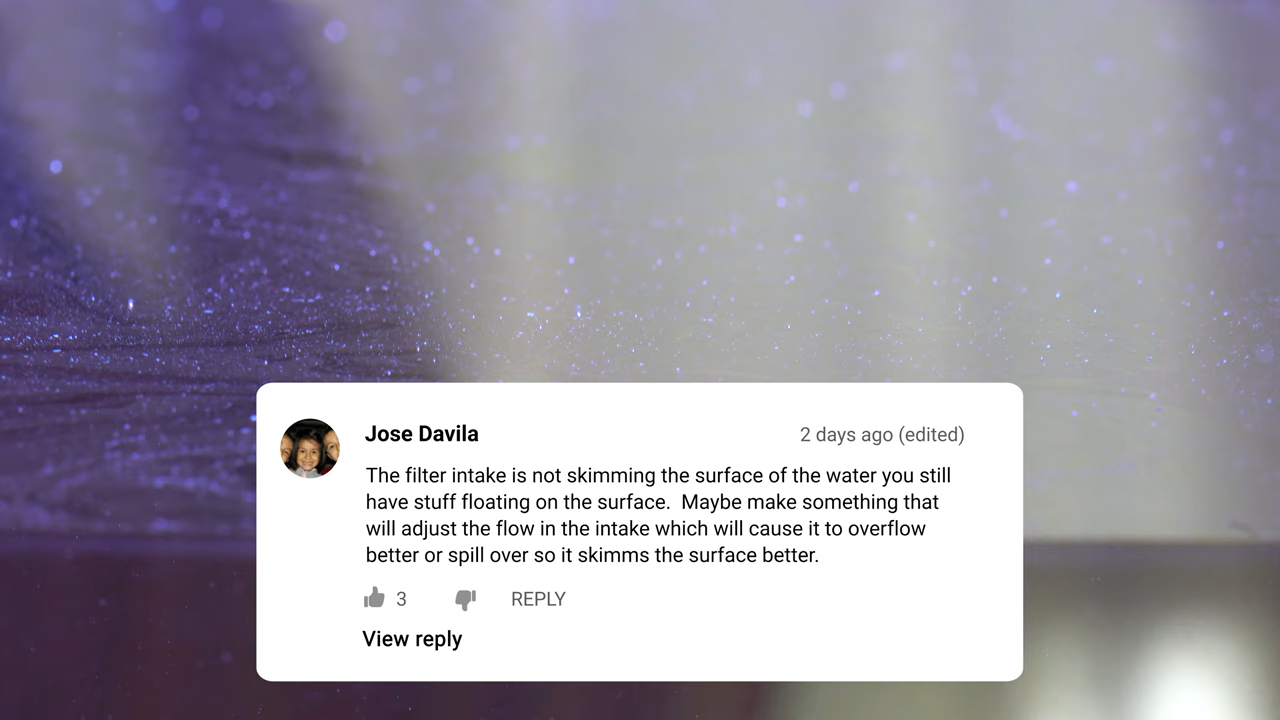 Jose Davila
2 days ago (edited)
The filter intake is not skimming the surface of the water you still
have stuff floating on the surface.  Maybe make something that
will adjust the flow in the intake which will cause it to overflow
better or spill over so it skimms the surface better.
3
REPLY
View reply